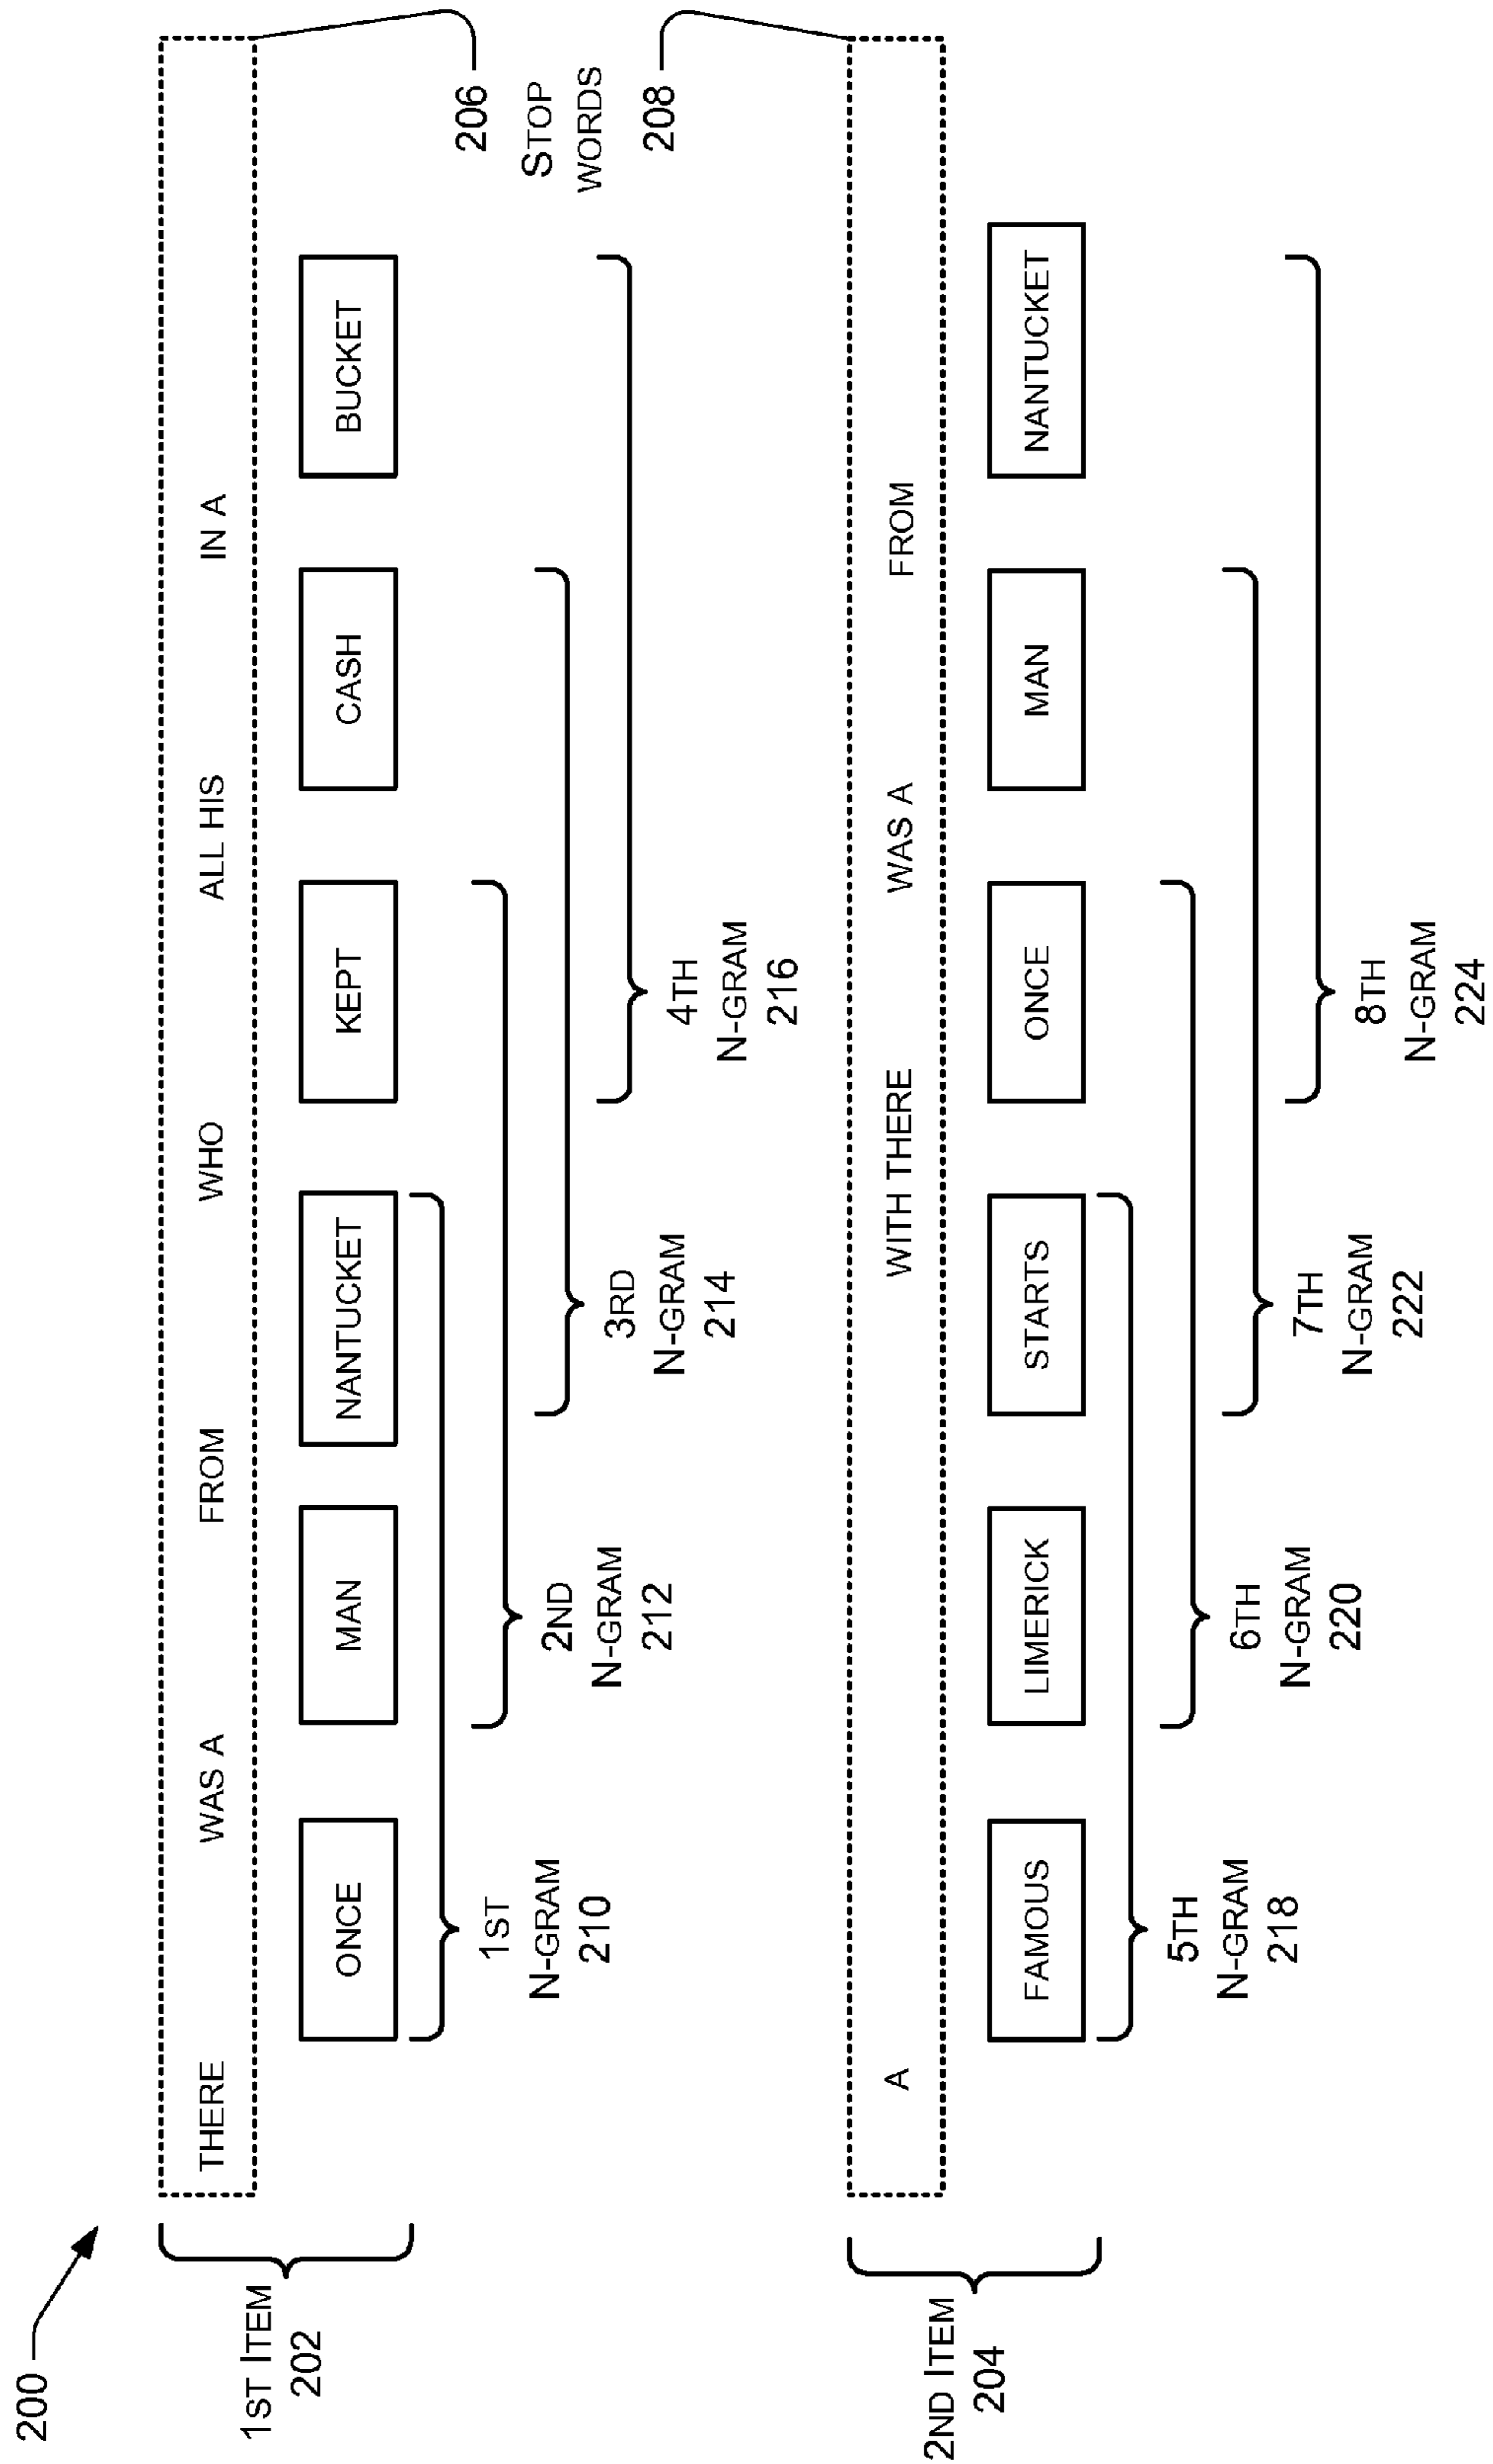 200
1ST ITEM
202
THERE WAS A FROM WHO ALL HIS IN A
ONCE MAN NANTUCKET KEPT CASH BUCKET
1ST
N-GRAM
210
2ND
N-GRAM
212
3RD
N-GRAM
214
4TH
N-GRAM
216
206
STOP
WORDS
208
2ND ITEM
204
A WITH THERE WAS A FROM
FAMOUS LIMERICK STARTS ONCE MAN NANTUCKET
5TH
N-GRAM
218
6TH
N-GRAM
220
7TH
N-GRAM
222
8TH
N-GRAM
224